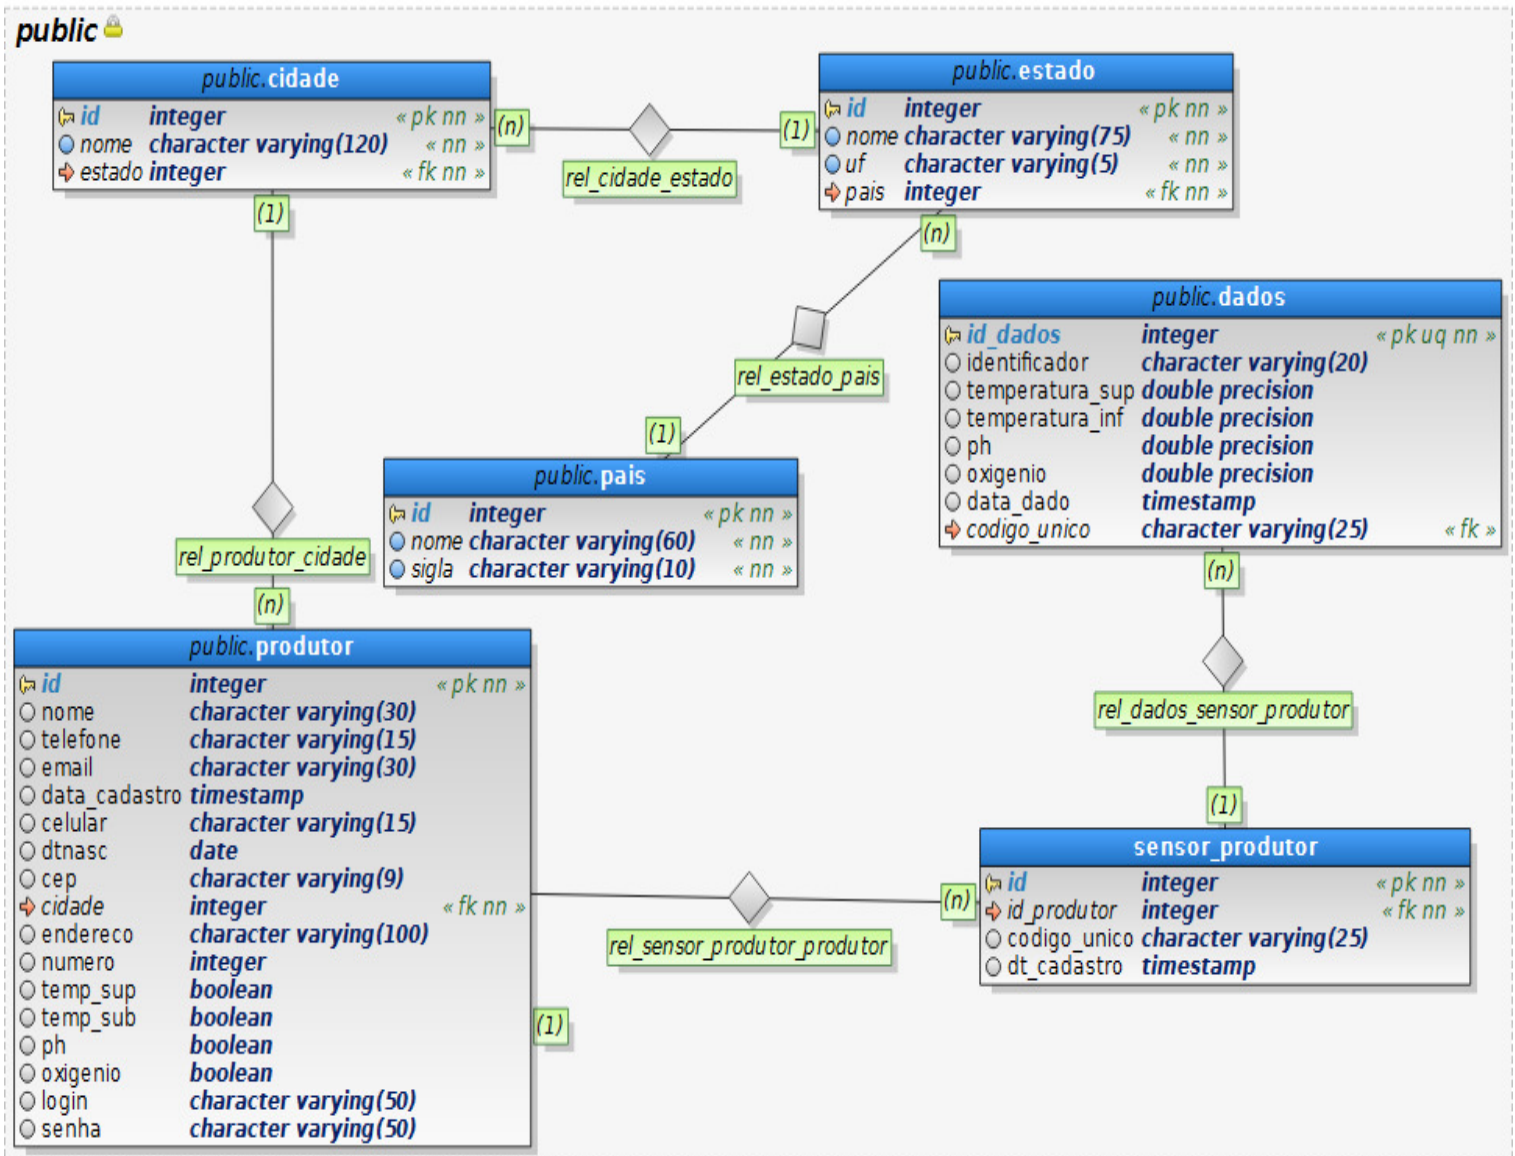 public
public.cidade
id integer « pk nn »
nome character varying(120) « nn »
estado integer « fk nn »
(n)
(1)
rel_cidade_estado
public.estado
id integer « pk nn »
nome character varying(75) « nn »
uf character varying(5) « nn »
pais integer « fk nn »
(1)
(n)
rel_estado_pais
(1)
public.pais
id integer « pk nn »
nome character varying(60) « nn »
sigla character varying(10) « nn »
public.dados
id_dados integer « pk uq nn »
identificador character varying(20)
temperatura_sup double precision
temperatura_inf double precision
ph double precision
oxigenio double precision
data_dado timestamp
codigo_unico character varying(25) « fk »
(n)
rel_dados_sensor_produtor
(1)
rel_produtor_cidade
(n)
public.produtor
id integer « pk nn »
nome character varying(30)
telefone character varying(15)
email character varying(30)
data_cadastro timestamp
celular character varying(15)
dtnasc date
cep character varying(9)
cidade integer « fk nn »
endereco character varying(100)
numero integer
temp_sup boolean
temp_sub boolean
ph boolean
oxigenio boolean
login character varying(50)
senha character varying(50)
(1)
rel_sensor_produtor_produtor
(n)
sensor_produtor
id integer « pk nn »
id_produtor integer « fk nn »
codigo_unico character varying(25)
dt_cadastro timestamp